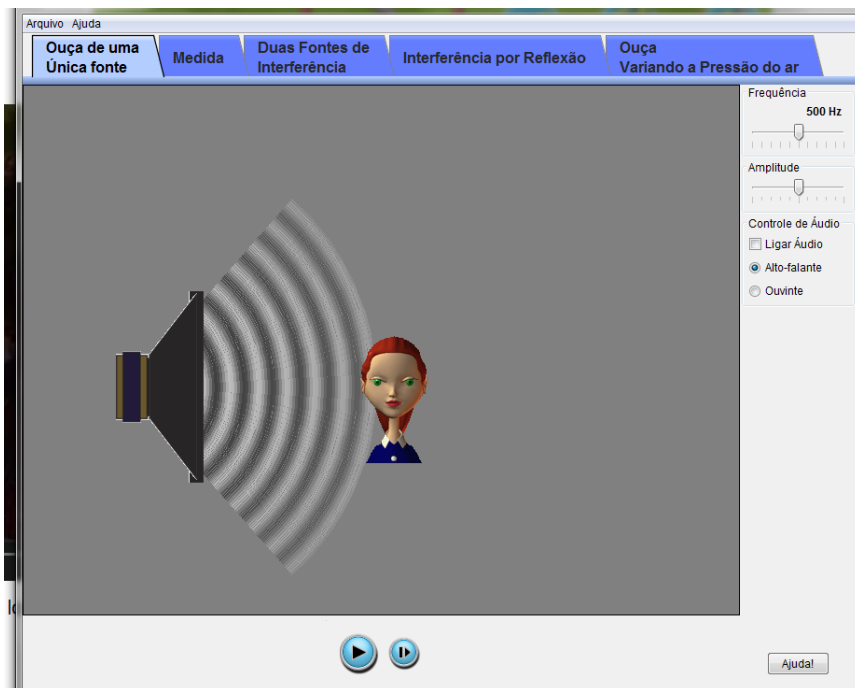 Arquivo Ajuda
Ouça de uma
Única fonte
Medida
Duas Fontes de
Interferência
Interferência por Reflexão
Ouça
Variando a Pressão do ar
Frequência
500 Hz
Amplitude
Controle de Áudio
Ligar Áudio
Alto-falante
Ouvinte
Ajuda!